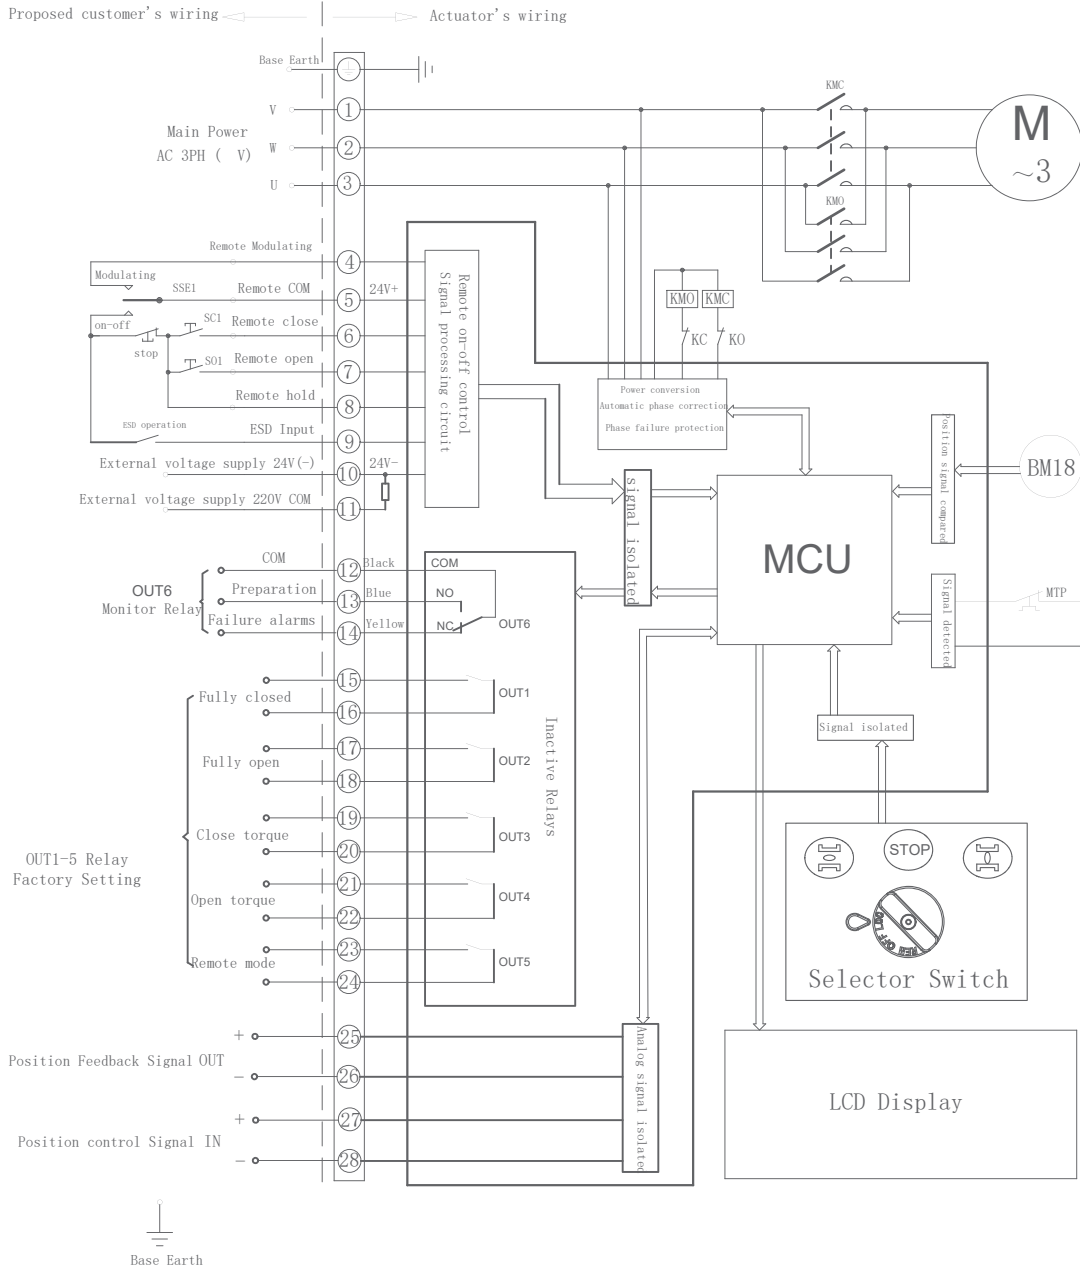 Proposed customer's wiring
Actuator's wiring
Base Earth
V
1
Main Power
AC 3PH (   V)
W
2
U
3
KMC
KMO
M
~3
Remote Modulating
4
Modulating
SSE1
Remote COM
5
24V+
on-off
SC1
Remote close
6
stop
SO1
Remote open
7
Remote hold
8
ESD operation
ESD Input
9
External voltage supply 24V(-)
10
24V-
External voltage supply 220V COM
11
Remote on-off control
Signal processing circuit
KMO
KMC
KC
KO
Power conversion
Automatic phase correction
Phase failure protection
signal isolated
MCU
Position signal compared
BM18
Signal detected
MTP
Signal isolated
OUT6
Monitor Relay
COM
12
Black
COM
Preparation
13
Blue
NO
Failure alarms
14
Yellow
NC
OUT6
Inactive Relays
OUT1-5 Relay
Factory Setting
Fully closed
15
16
OUT1
Fully open
17
18
OUT2
Close torque
19
20
OUT3
Open torque
21
22
OUT4
Remote mode
23
24
OUT5
STOP
OFF
Selector Switch
Position Feedback Signal OUT
+
25
−
26
Position control Signal IN
+
27
−
28
Analog signal isolated
LCD Display
Base Earth